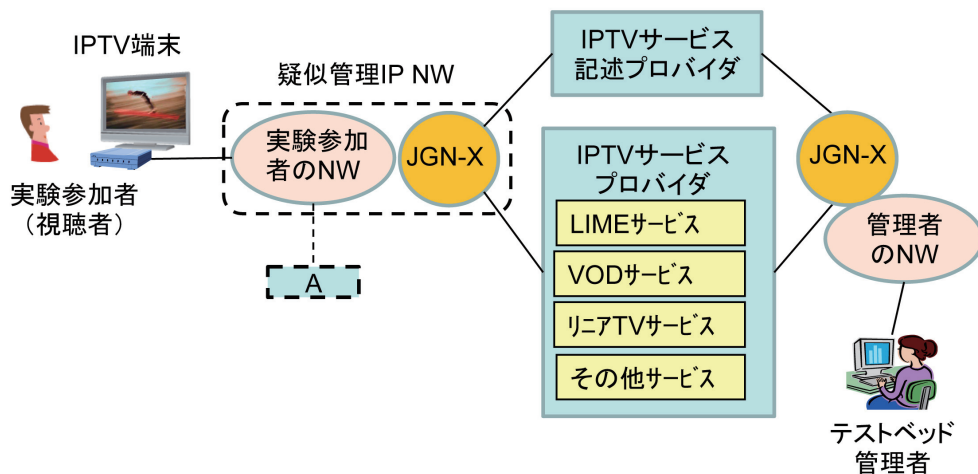 IPTV端末
疑似管理IP NW
実験参加
者のNW
JGN-X
実験参加者
（視聴者）
A
IPTVサービス
記述プロバイダ
IPTVサービス
プロバイダ
LIMEｻｰﾋﾞｽ
VODｻｰﾋﾞｽ
ﾘﾆｱTVｻｰﾋﾞｽ
その他ｻｰﾋﾞｽ
JGN-X
管理者
のNW
テストベッド
管理者